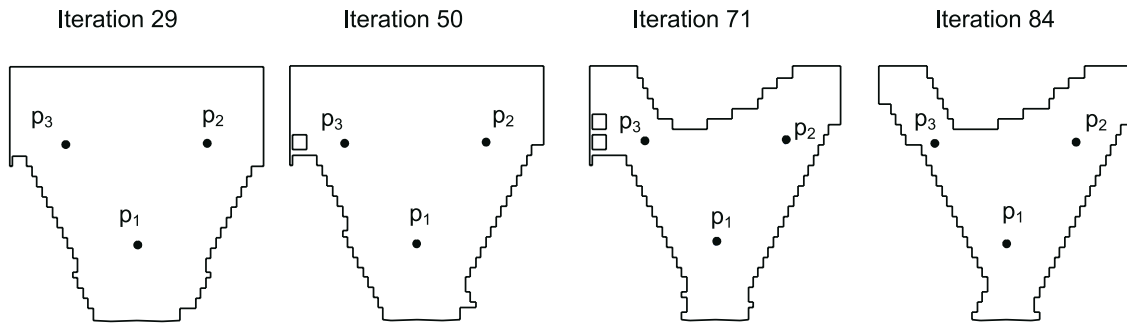 Iteration 29
Iteration 50
Iteration 71
Iteration 84
p3
p2
p1
p3
p2
p1
p3
p2
p1
p3
p2
p1